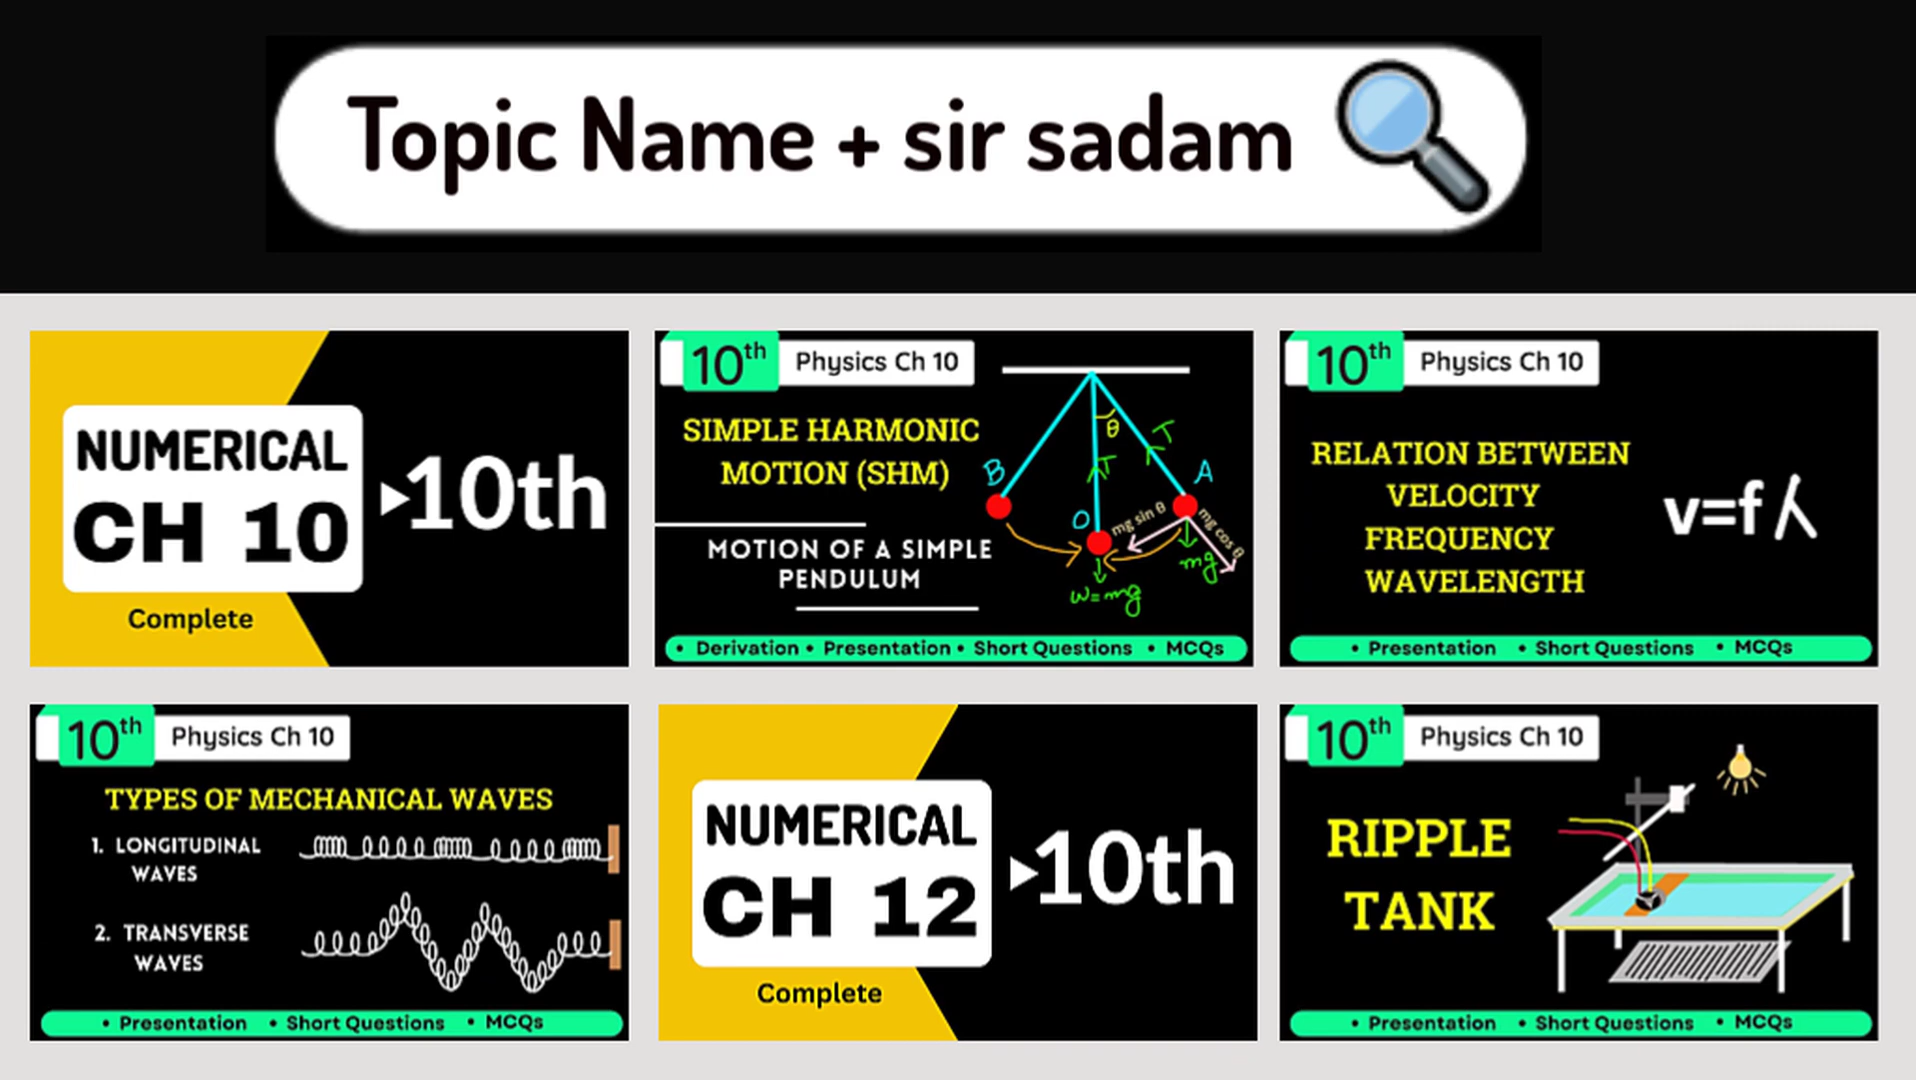 Topic Name + sir sadam
NUMERICAL
CH 10
Complete
▸10th
10th Physics Ch 10
SIMPLE HARMONIC
MOTION (SHM)
MOTION OF A SIMPLE
PENDULUM
B
θ
T
T
A
O
mg sin θ
mg cos θ
mg
w=mg
• Derivation • Presentation • Short Questions • MCQs
10th Physics Ch 10
RELATION BETWEEN
VELOCITY
FREQUENCY
WAVELENGTH
v=fλ
• Presentation • Short Questions • MCQs
10th Physics Ch 10
TYPES OF MECHANICAL WAVES
1. LONGITUDINAL
WAVES
2. TRANSVERSE
WAVES
• Presentation • Short Questions • MCQs
NUMERICAL
CH 12
Complete
▸10th
10th Physics Ch 10
RIPPLE
TANK
• Presentation • Short Questions • MCQs